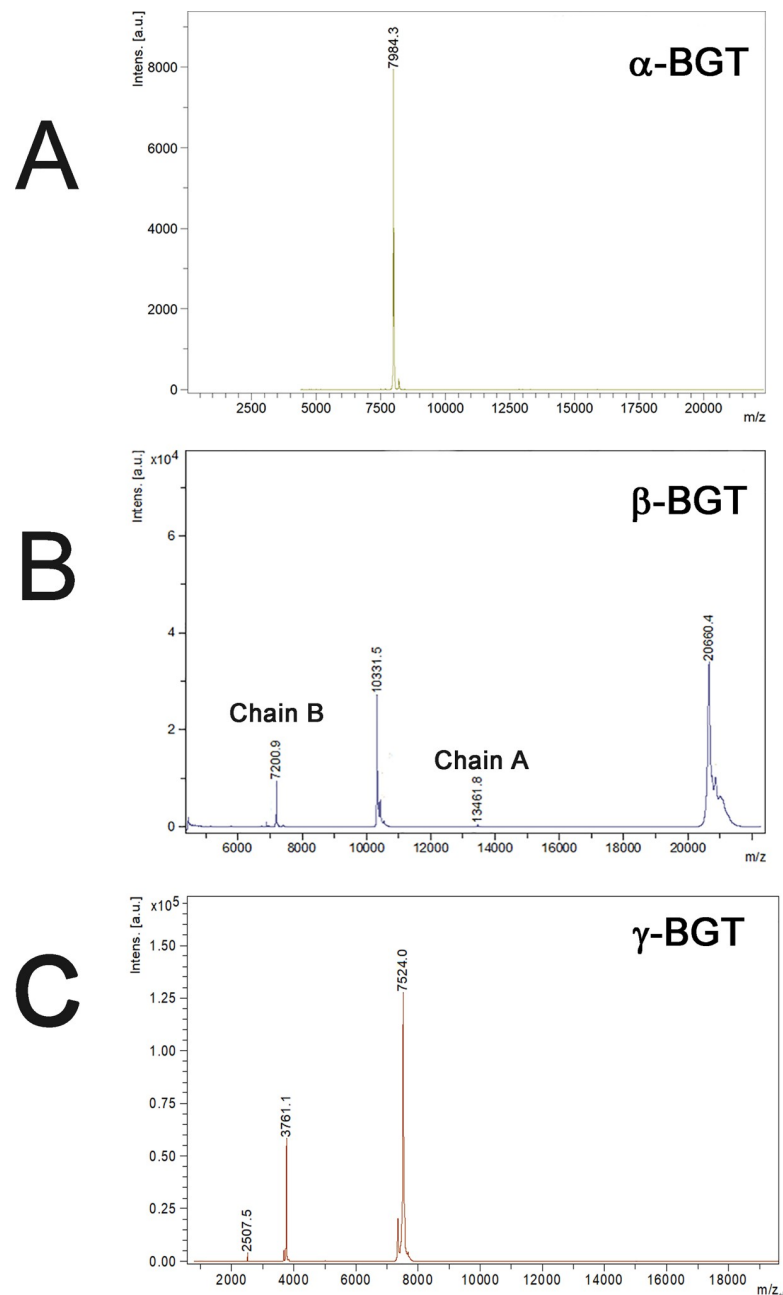 A
Intens. [a.u.]
α-BGT
7984.3
8000
6000
4000
2000
0
2500 5000 7500 10000 12500 15000 17500 20000
m/z
B
Intens. [a.u.]
x10⁴
β-BGT
6
4
2
0
Chain B
7200.9
10331.5
Chain A
13461.8
20660.4
6000 8000 10000 12000 14000 16000 18000 20000
m/z
C
Intens. [a.u.]
x10⁵
γ-BGT
1.50
1.25
1.00
0.75
0.50
0.25
0.00
2507.5
3761.1
7524.0
2000 4000 6000 8000 10000 12000 14000 16000 18000
m/z